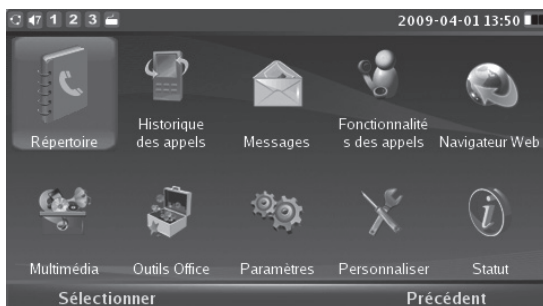 47 1 2 3 2009-04-01 13:50
Répertoire
Historique
des appels
Messages
Fonctionnalité
s des appels
Navigateur Web
Multimédia
Outils Office
Paramètres
Personnaliser
Statut
Sélectionner Précédent